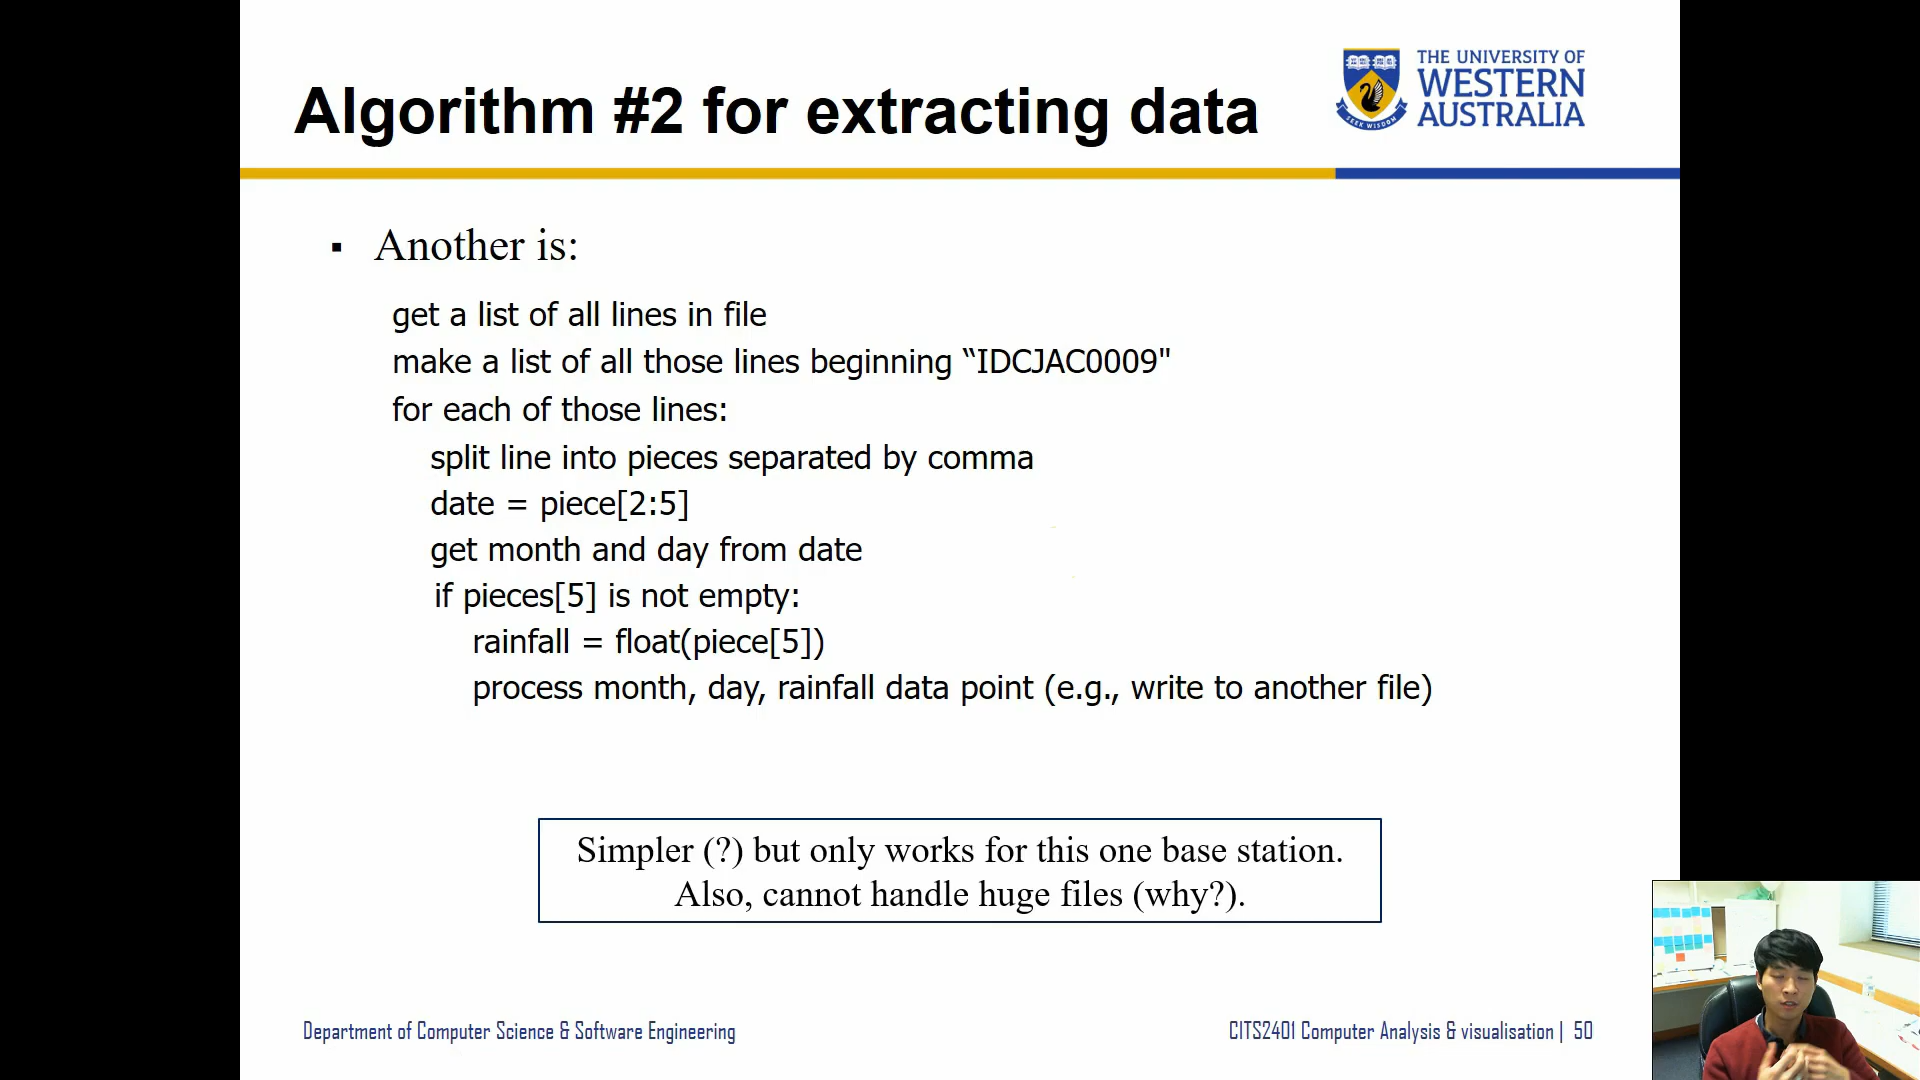 Algorithm #2 for extracting data
THE UNIVERSITY OF
WESTERN
AUSTRALIA
SEEK WISDOM
▪ Another is:
get a list of all lines in file
make a list of all those lines beginning “IDCJAC0009"
for each of those lines:
split line into pieces separated by comma
date = piece[2:5]
get month and day from date
if pieces[5] is not empty:
rainfall = float(piece[5])
process month, day, rainfall data point (e.g., write to another file)
Simpler (?) but only works for this one base station.
Also, cannot handle huge files (why?).
Department of Computer Science & Software Engineering
CITS2401 Computer Analysis & visualisation | 50